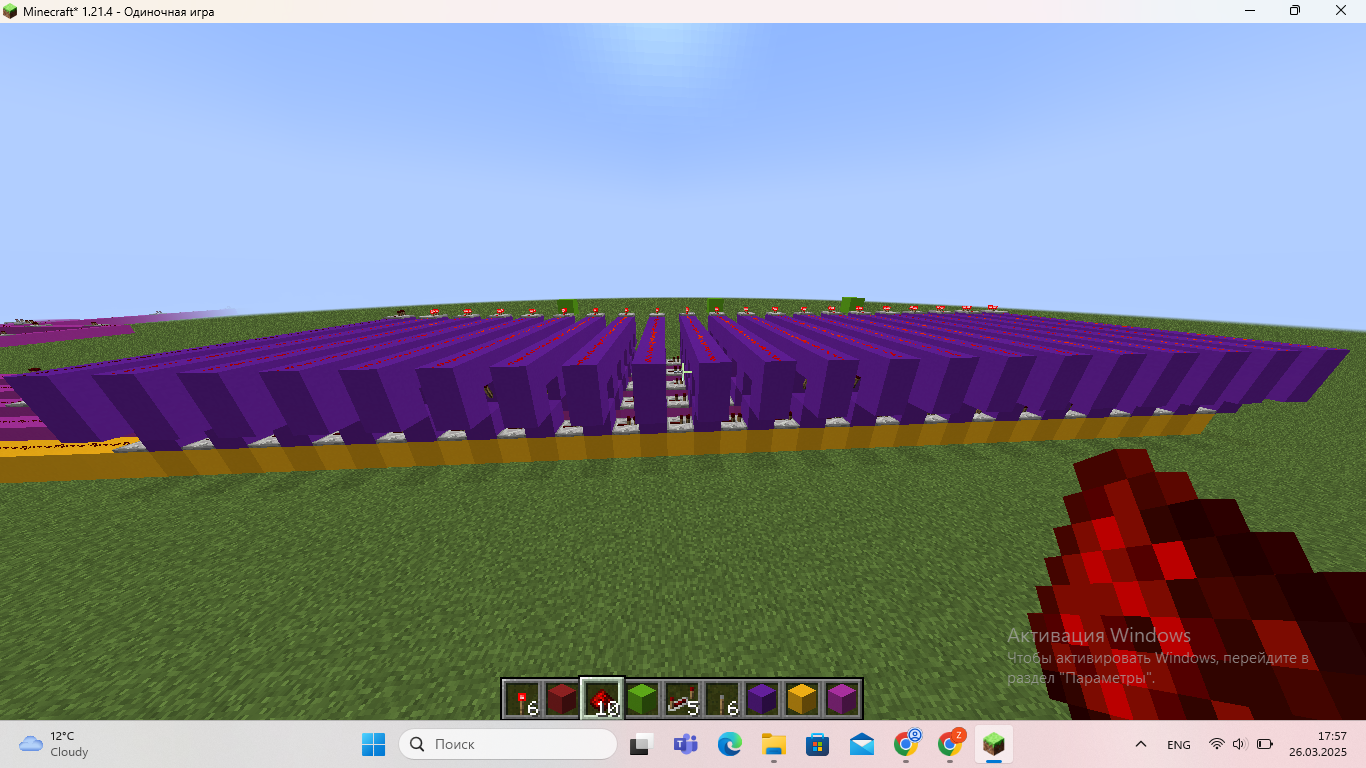 Minecraft* 1.21.4 - Одиночная игра
Активация Windows
Чтобы активировать Windows, перейдите в
раздел "Параметры".
6 10 5 6
12°C
Cloudy
Поиск
Z
ENG
17:57
26.03.2025